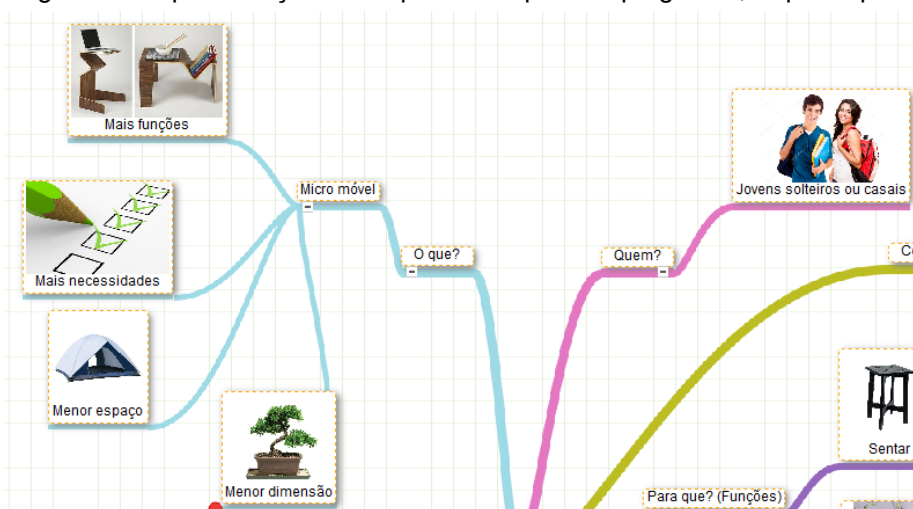 Mais funções
Micro móvel
Mais necessidades
Menor espaço
Menor dimensão
O que?
Quem?
Jovens solteiros ou casais
Sentar
Para que? (Funções)